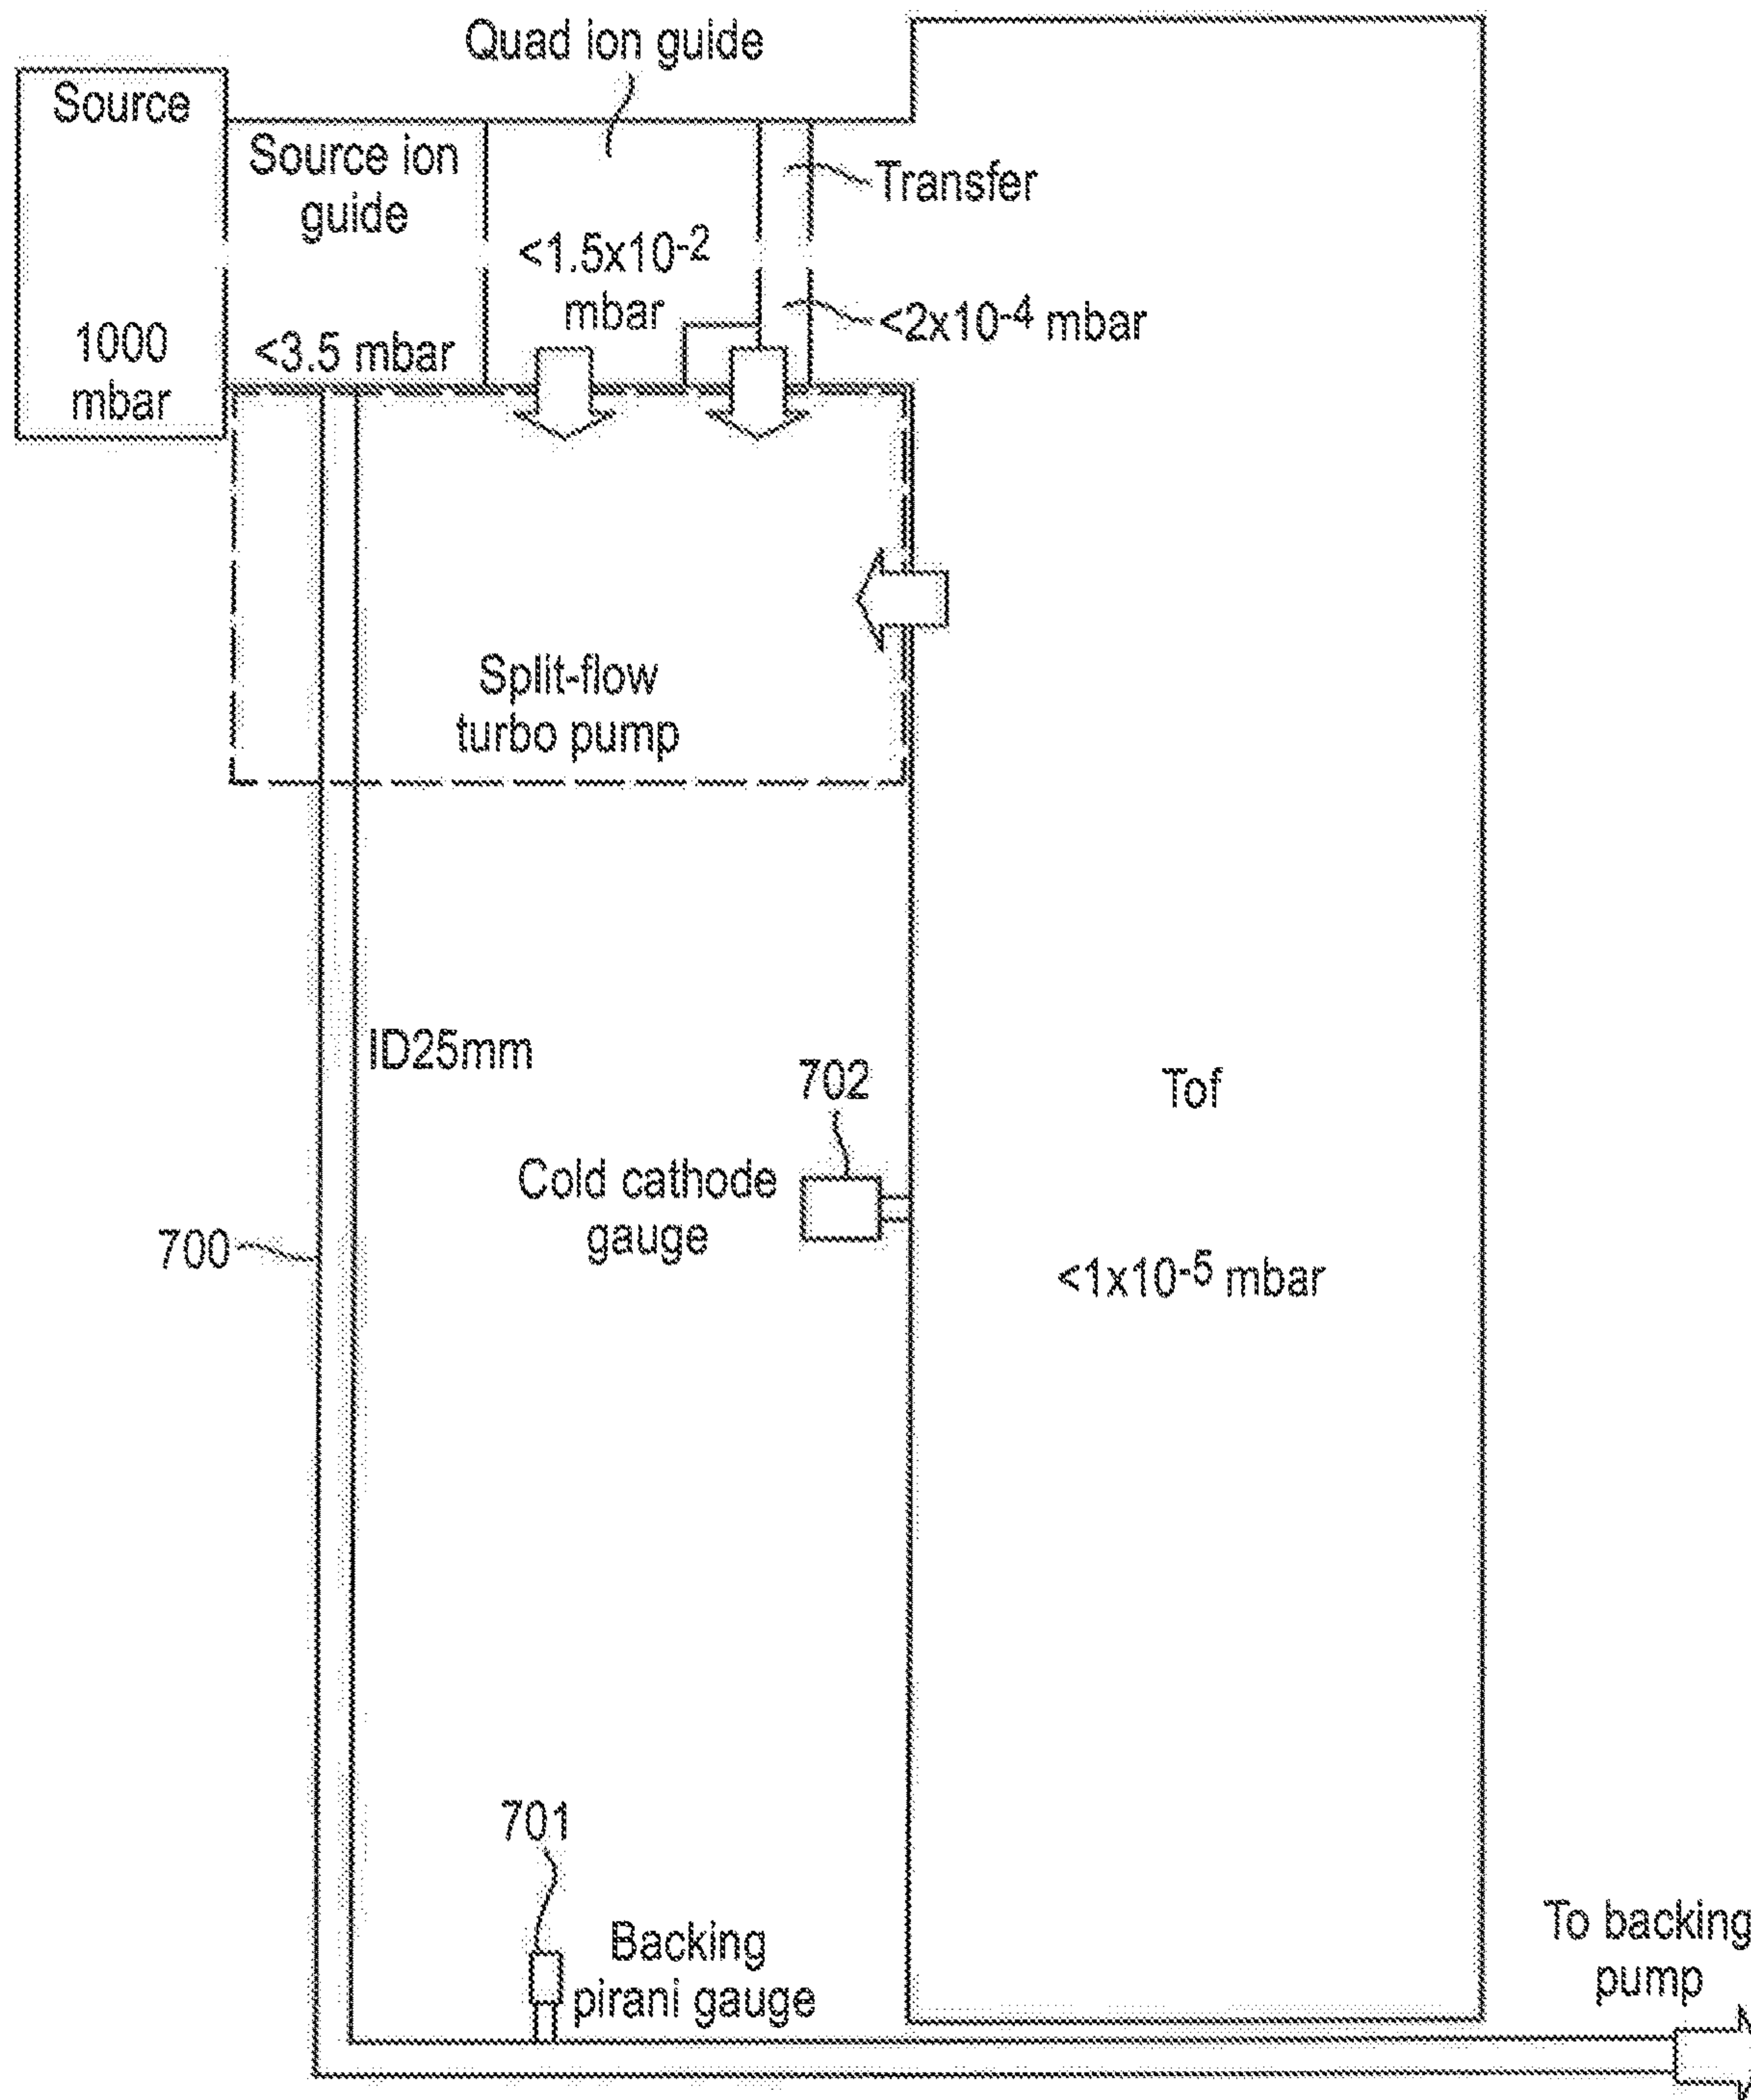 Quad ion guide
Source
Source ion
guide
Transfer
<1.5x10-2
mbar
<2x10-4 mbar
1000
mbar
<3.5 mbar
Split-flow
turbo pump
ID25mm
702
Tof
Cold cathode
gauge
700
<1x10-5 mbar
701
Backing
pirani gauge
To backing
pump